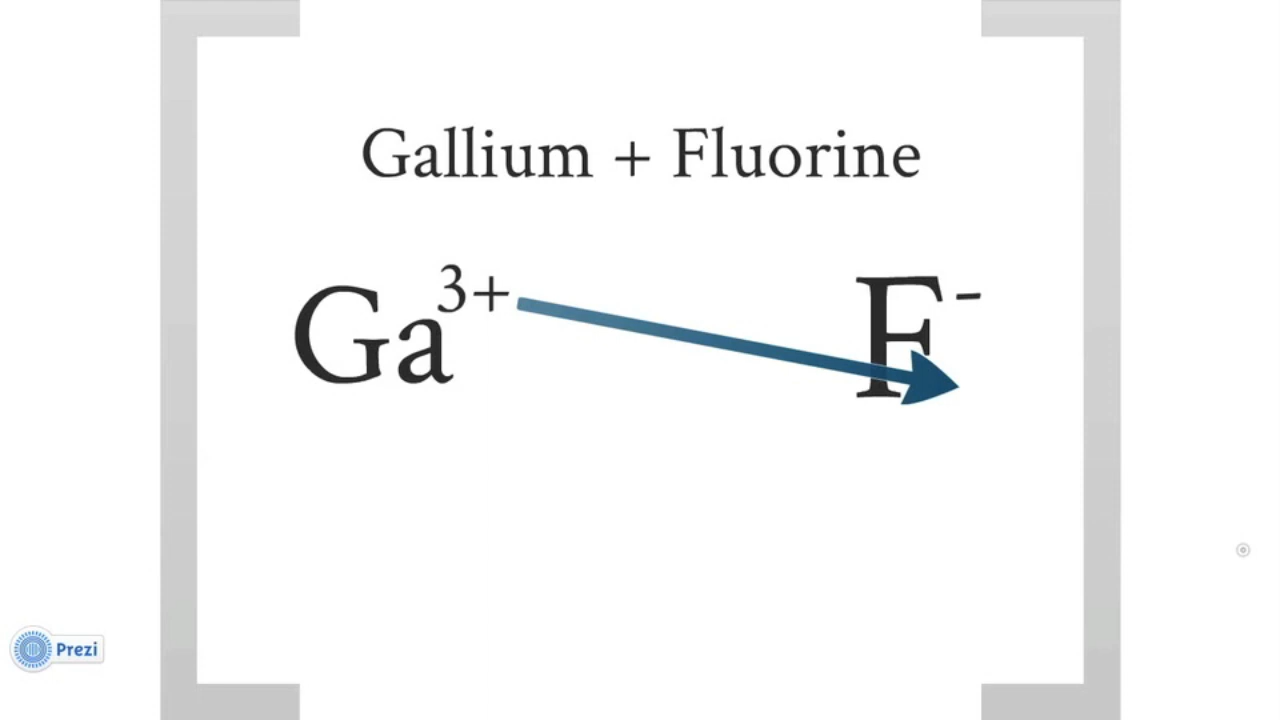 Gallium + Fluorine
Ga³⁺ F⁻
Prezi